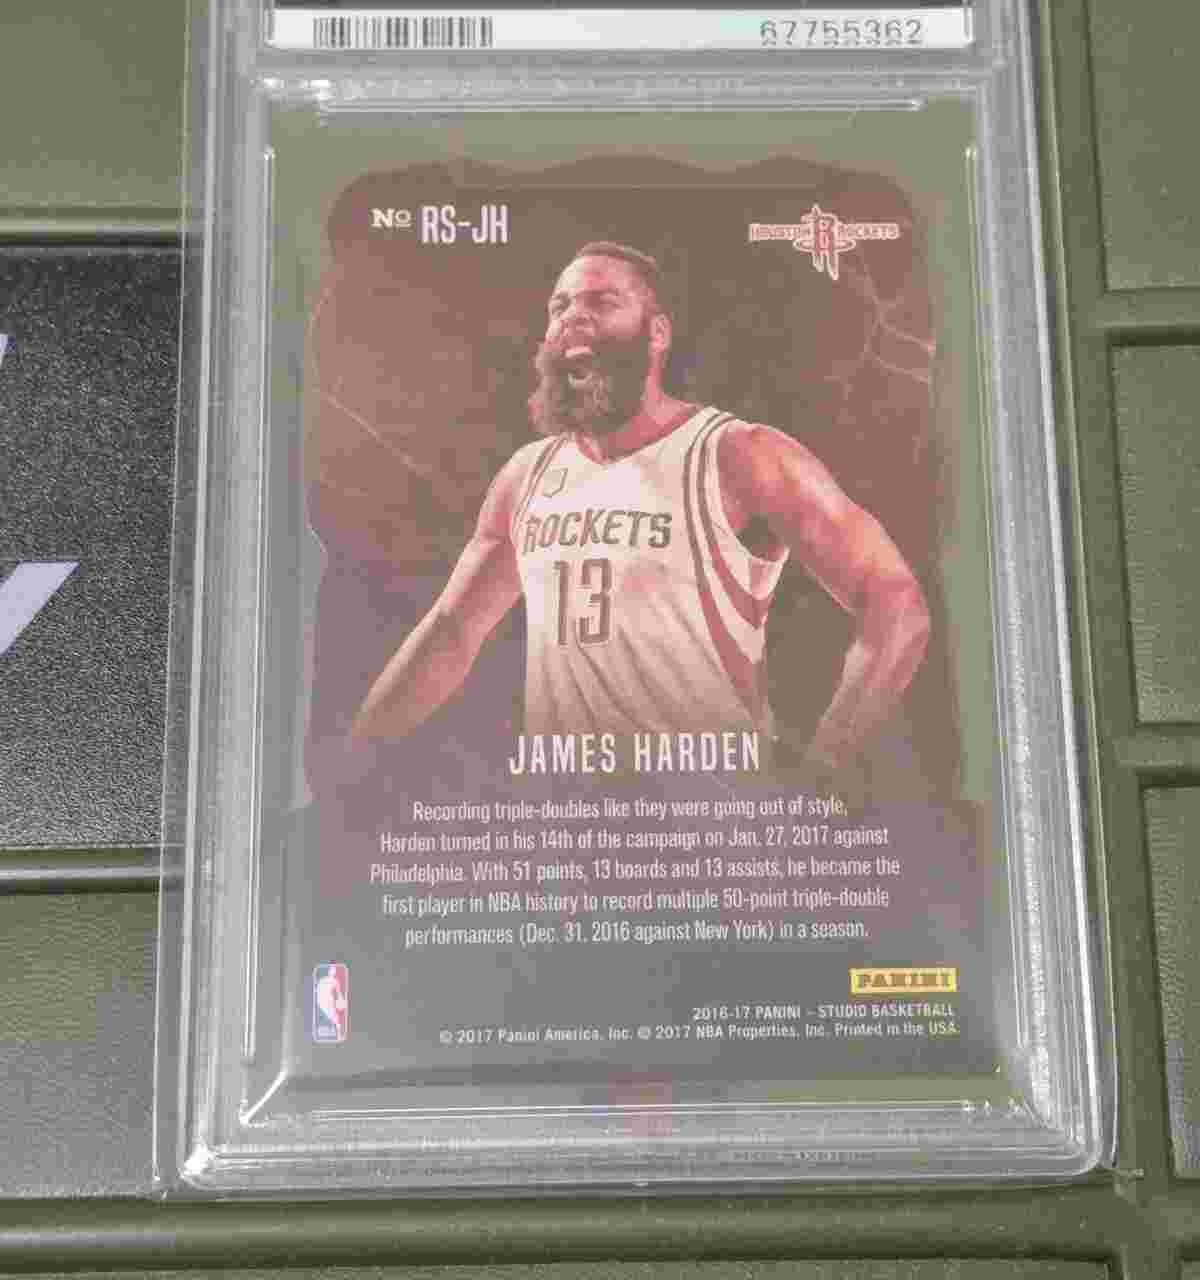 67755362
No RS-JH
HOUSTON ROCKETS
ROCKETS
13
JAMES HARDEN
Recording triple-doubles like they were going out of style,
Harden turned in his 14th of the campaign on Jan. 27, 2017 against
Philadelphia. With 51 points, 13 boards and 13 assists, he became the
first player in NBA history to record multiple 50-point triple-double
performances (Dec. 31, 2016 against New York) in a season.
PANINI
2016-17 PANINI - STUDIO BASKETBALL
© 2017 Panini America, Inc. © 2017 NBA Properties, Inc. Printed in the USA.